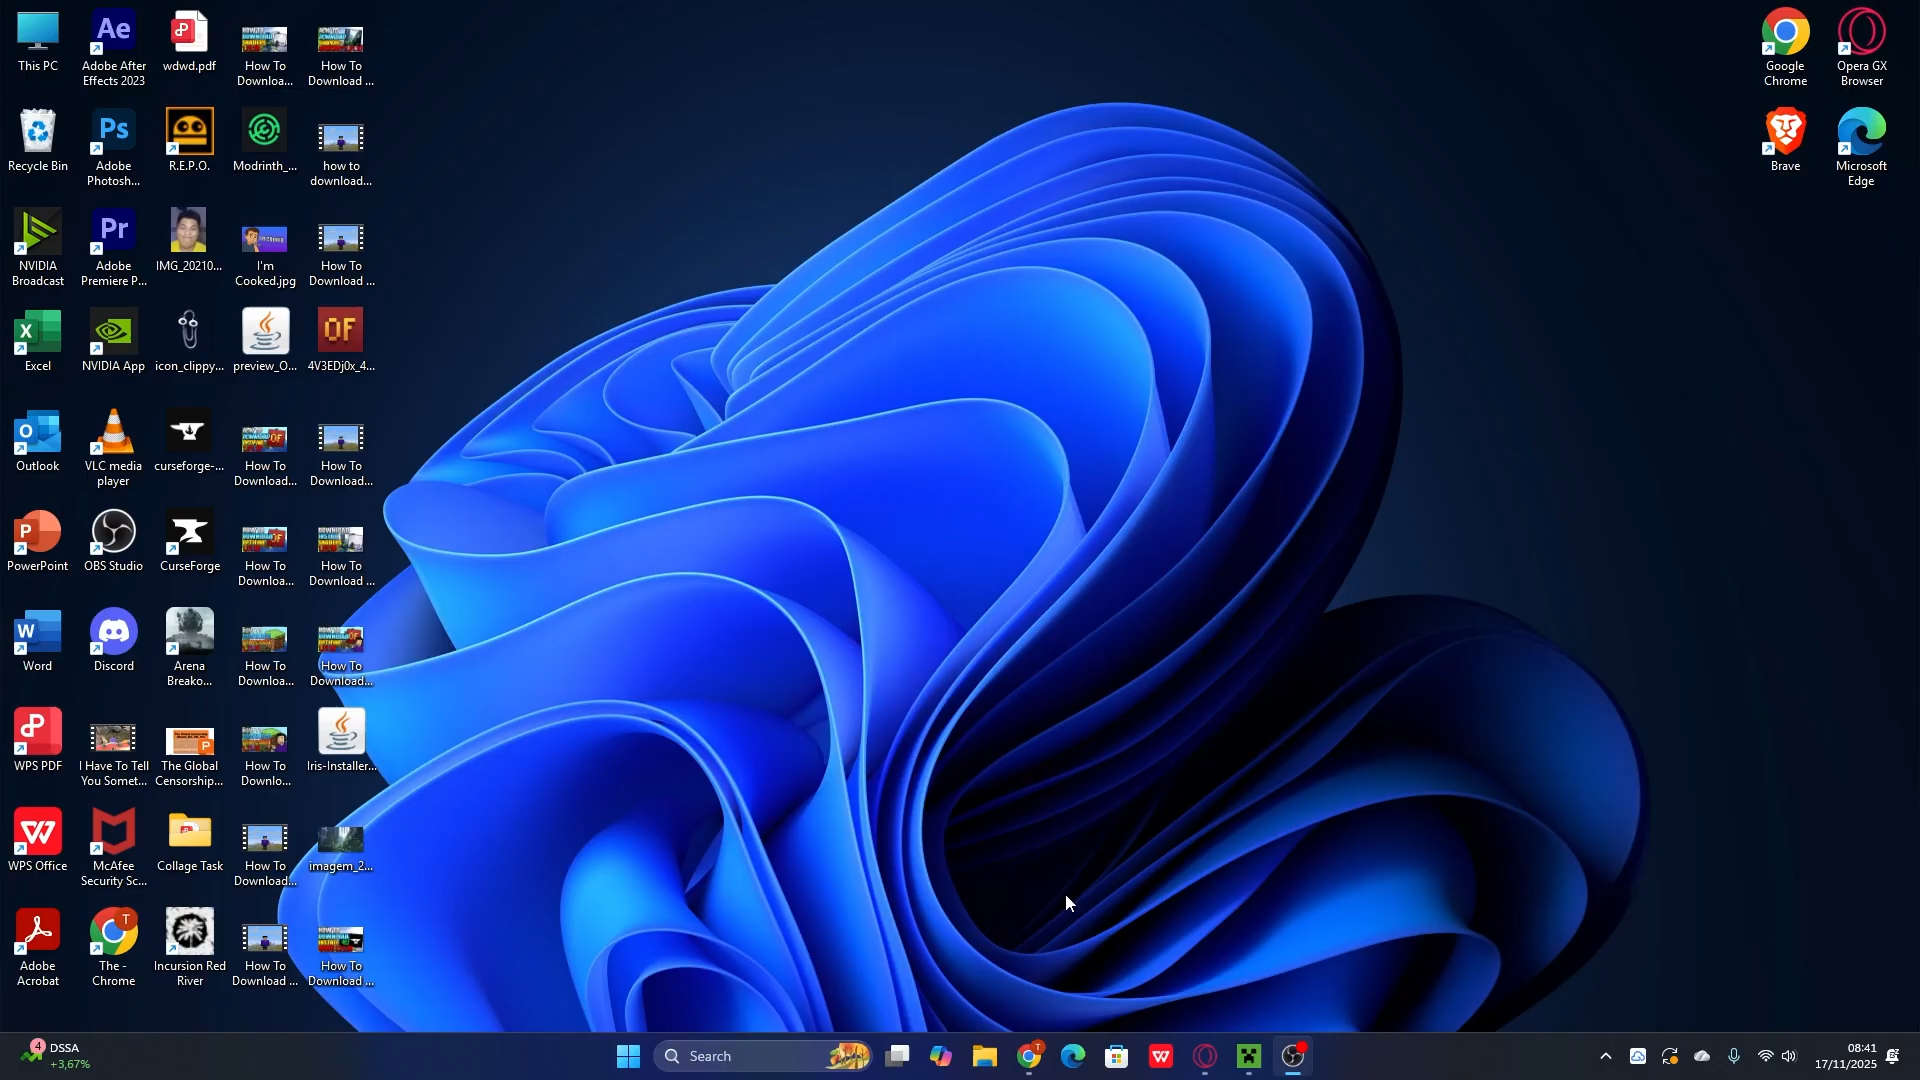 This PC
Adobe After
Effects 2023
wdwd.pdf
How To
Downloa...
How To
Download ...
Recycle Bin
Adobe
Photosh...
R.E.P.O.
Modrinth_...
how to
download...
NVIDIA
Broadcast
Adobe
Premiere P...
IMG_20210...
I'm
Cooked.jpg
How To
Download ...
Excel
NVIDIA App
icon_clippy...
preview_O...
4V3EDj0x_4...
Outlook
VLC media
player
curseforge-...
How To
Download...
How To
Download...
PowerPoint
OBS Studio
CurseForge
How To
Downloa...
How To
Download ...
Word
Discord
Arena
Breako...
How To
Downloa...
How To
Download...
WPS PDF
I Have To Tell
You Somet...
The Global
Censorship...
How To
Downlo...
Iris-Installer...
WPS Office
McAfee
Security Sc...
Collage Task
How To
Download...
imagem_2...
Adobe
Acrobat
The -
Chrome
Incursion Red
River
How To
Download ...
How To
Download ...
Google
Chrome
Opera GX
Browser
Brave
Microsoft
Edge
4
DSSA
+3,67%
Search
08:41
17/11/2025